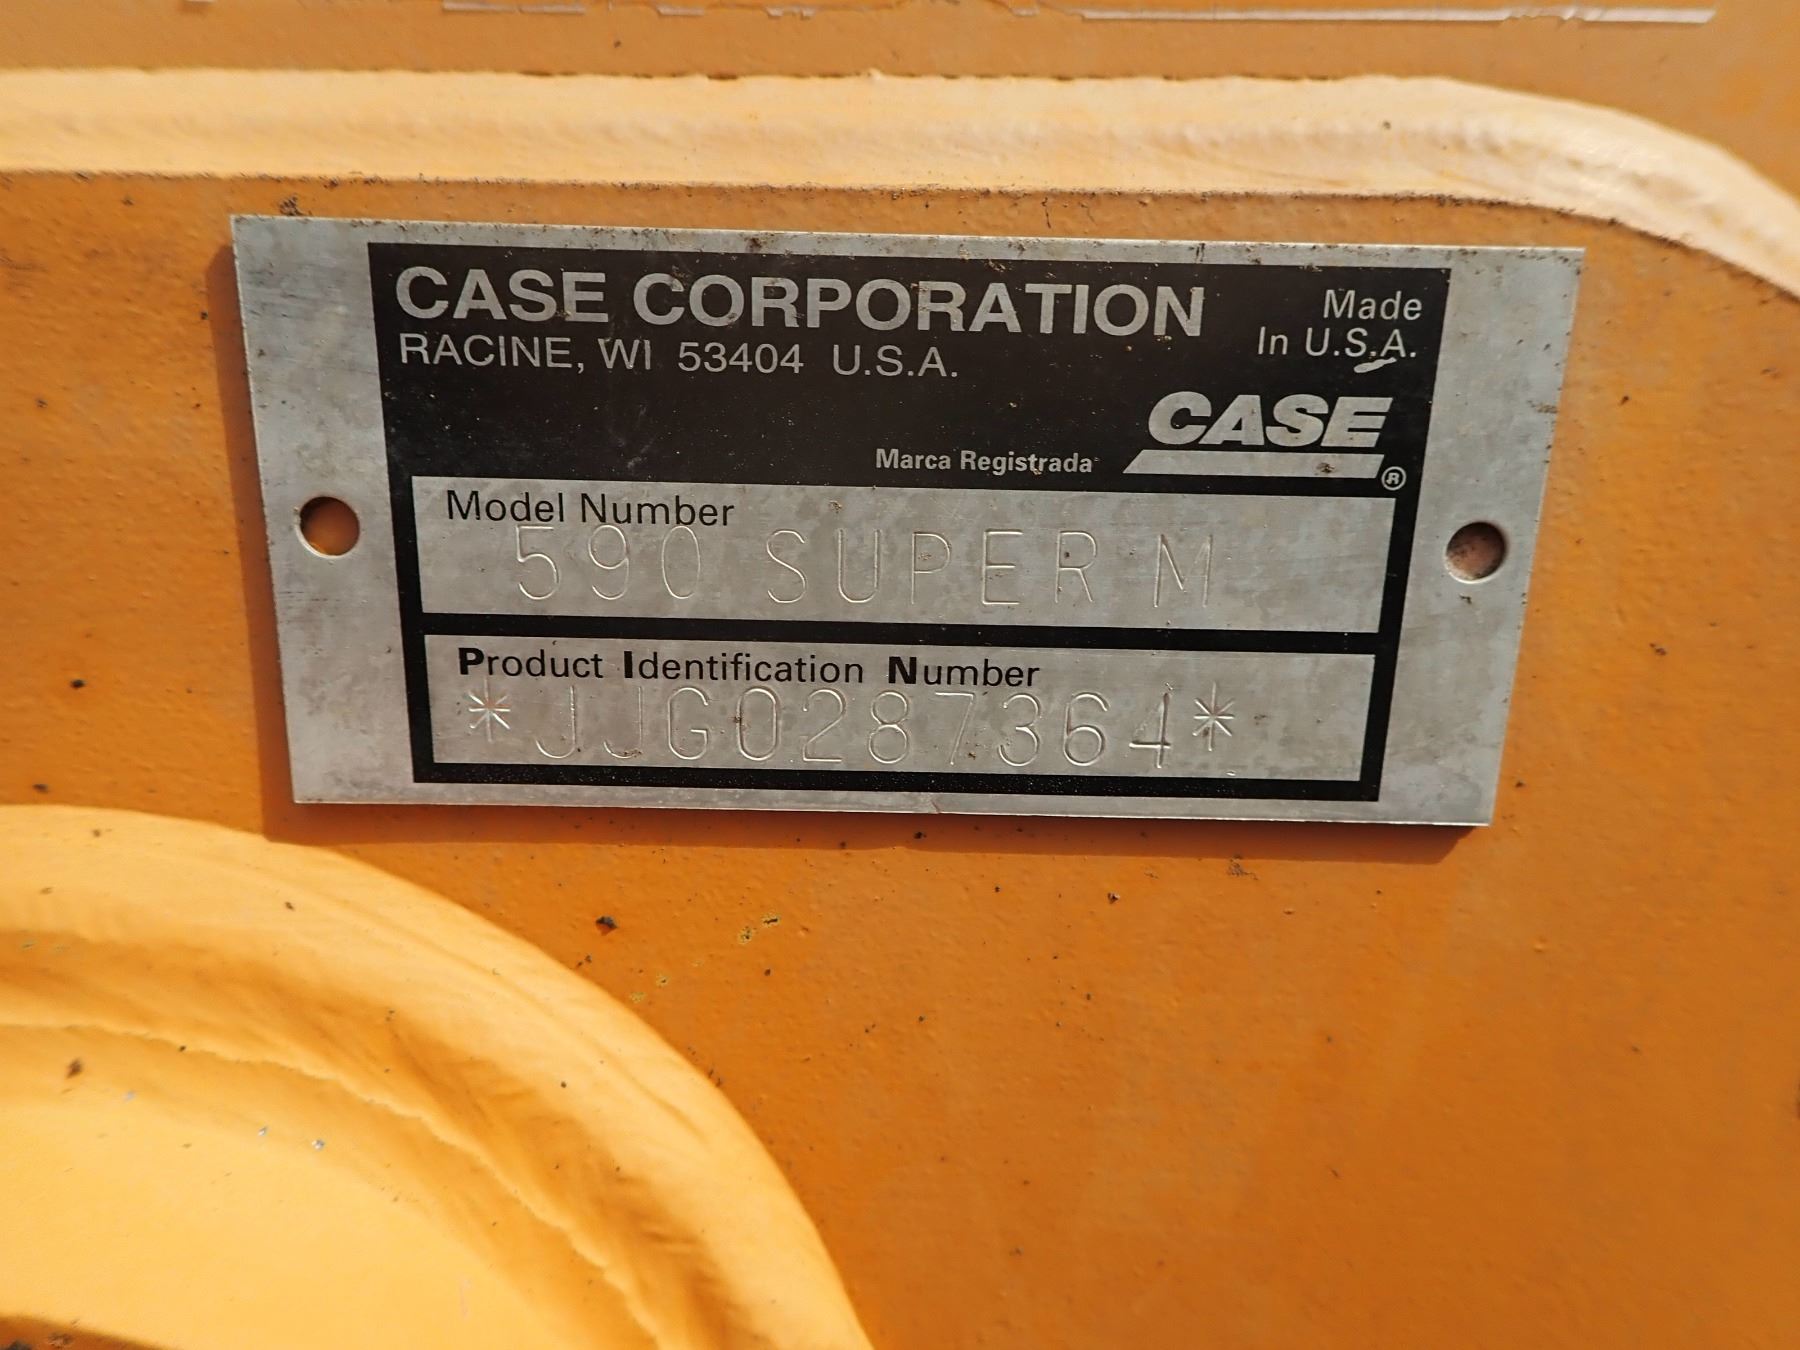 CASE CORPORATION
RACINE, WI 53404 U.S.A.
Made
In U.S.A.
CASE
Marca Registrada
®
Model Number
590 SUPER M
Product Identification Number
*JJG0287364*